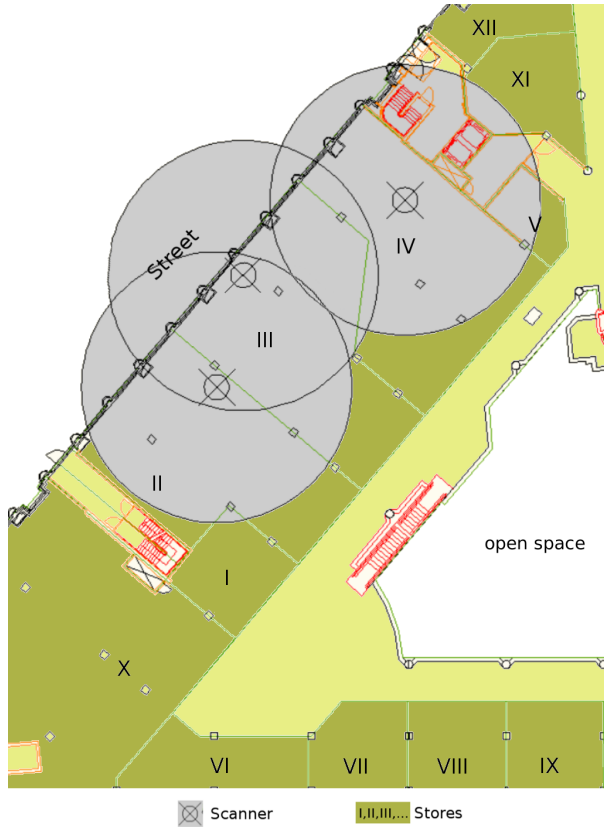 XII
XI
V
IV
Street
III
II
open space
I
X
VI
VII
VIII
IX
Scanner
I,II,III,... Stores